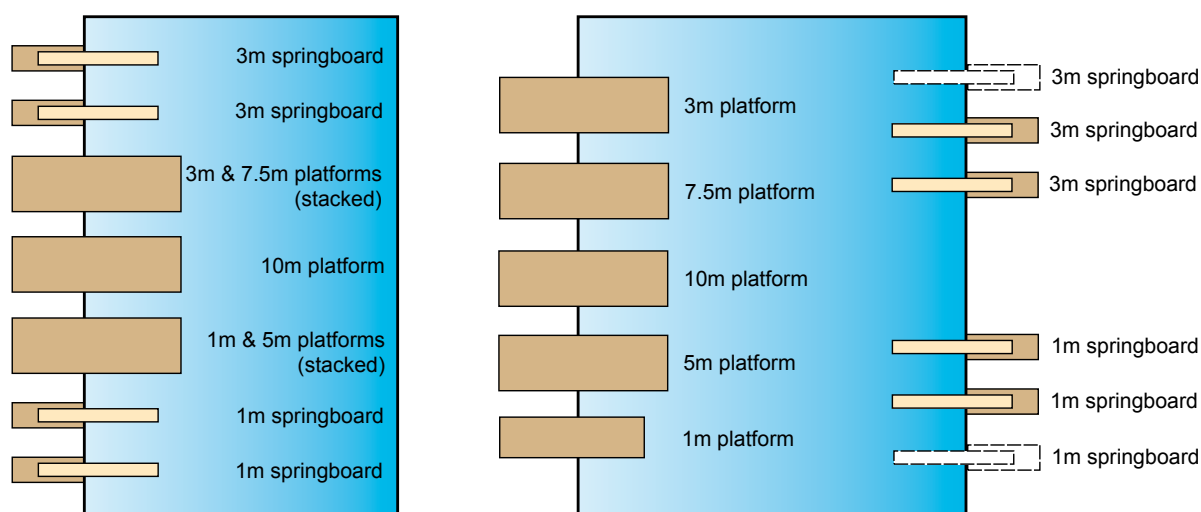 3m springboard
3m springboard
3m & 7.5m platforms
(stacked)
10m platform
1m & 5m platforms
(stacked)
1m springboard
1m springboard
3m platform
7.5m platform
10m platform
5m platform
1m platform
3m springboard
3m springboard
3m springboard
1m springboard
1m springboard
1m springboard